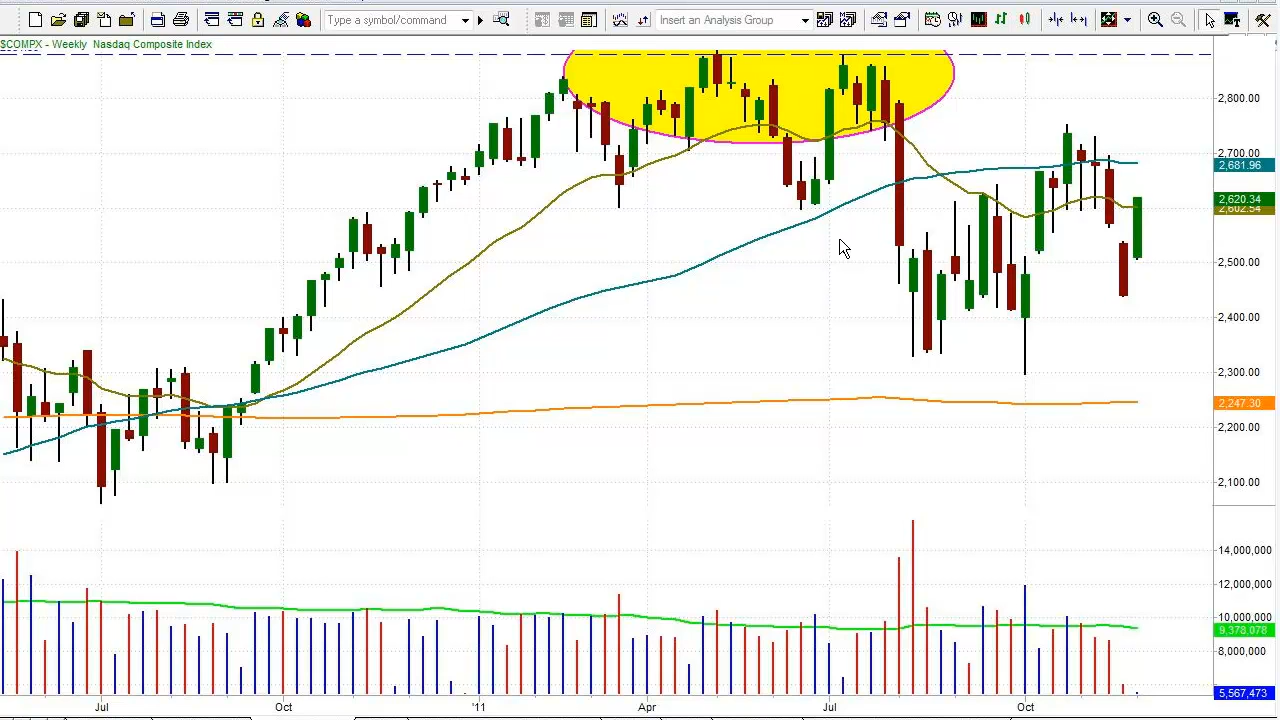 Type a symbol/command
Insert an Analysis Group
$COMPX - Weekly Nasdaq Composite Index
2,800.00
2,700.00
2,681.96
2,620.34
2,602.54
2,500.00
2,400.00
2,300.00
2,247.30
2,200.00
2,100.00
14,000,000
12,000,000
10,000,000
9,378,078
8,000,000
5,567,473
Jul
Oct
'11
Apr
Jul
Oct